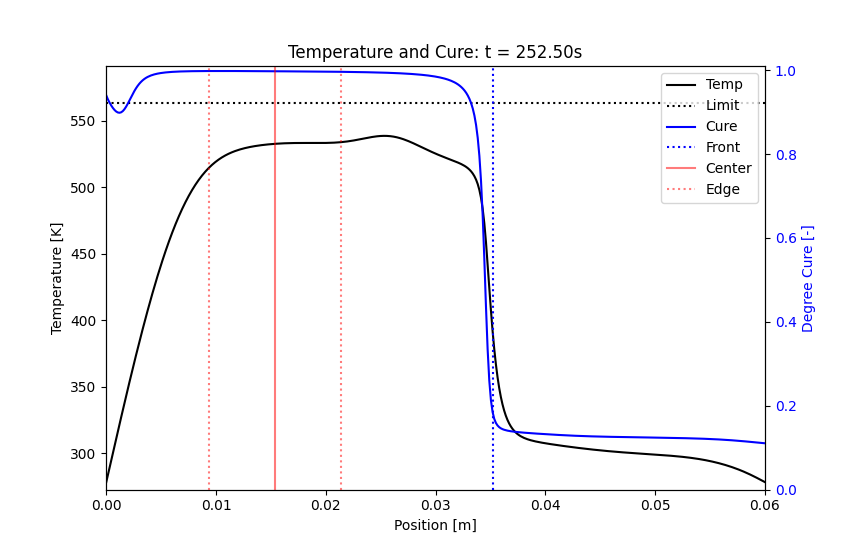 Temperature and Cure: t = 252.50s
Temperature [K]
550
500
450
400
350
300
0.00
0.01
0.02
0.03
0.04
0.05
0.06
Position [m]
1.0
0.8
0.6
0.4
0.2
0.0
Degree Cure [-]
Temp
Limit
Cure
Front
Center
Edge